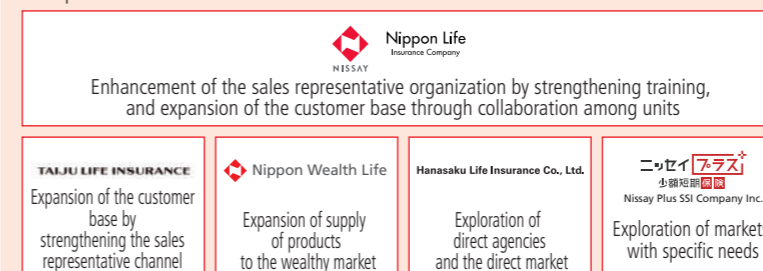 Nippon Life
Insurance Company
NISSAY
Enhancement of the sales representative organization by strengthening training,
and expansion of the customer base through collaboration among units
TAIJU LIFE INSURANCE
Expansion of the customer
base by
strengthening the sales
representative channel
Nippon Wealth Life
Expansion of supply
of products
to the wealthy market
Hanasaku Life Insurance Co., Ltd.
Exploration of
direct agencies
and the direct market
ニッセイプラス
少額短期保険
Nissay Plus SSI Company Inc.
Exploration of market
with specific needs